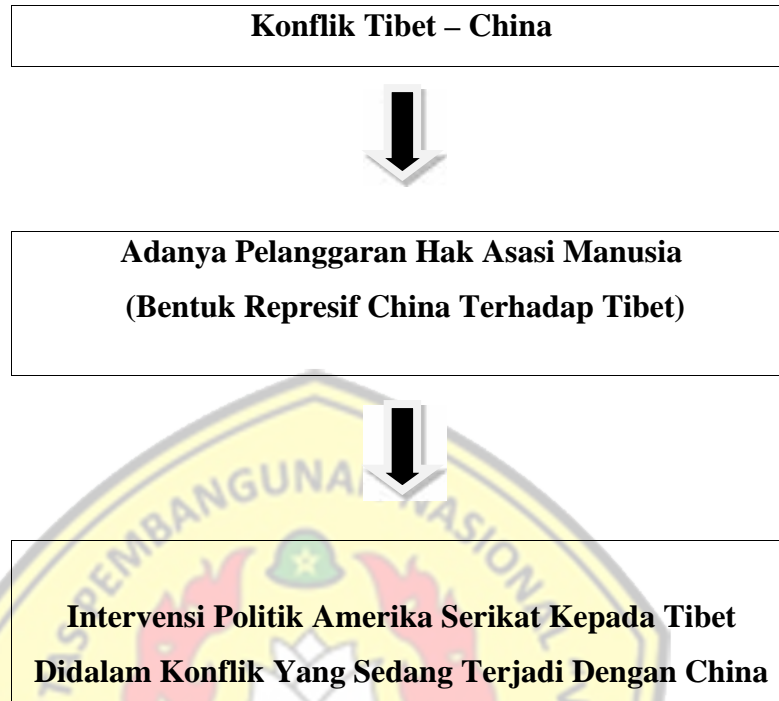 Konflik Tibet – China
Adanya Pelanggaran Hak Asasi Manusia
(Bentuk Represif China Terhadap Tibet)
Intervensi Politik Amerika Serikat Kepada Tibet
Didalam Konflik Yang Sedang Terjadi Dengan China